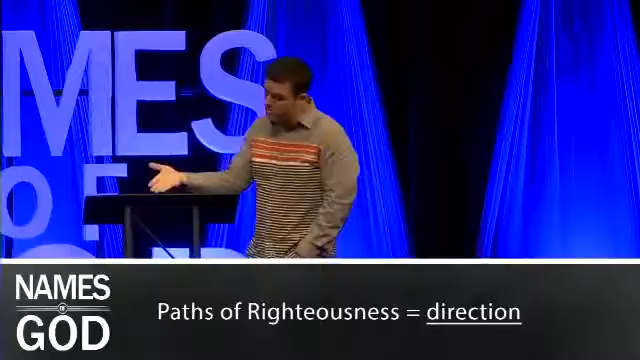 MES
OF
NAMES
OF
GOD
Paths of Righteousness = direction